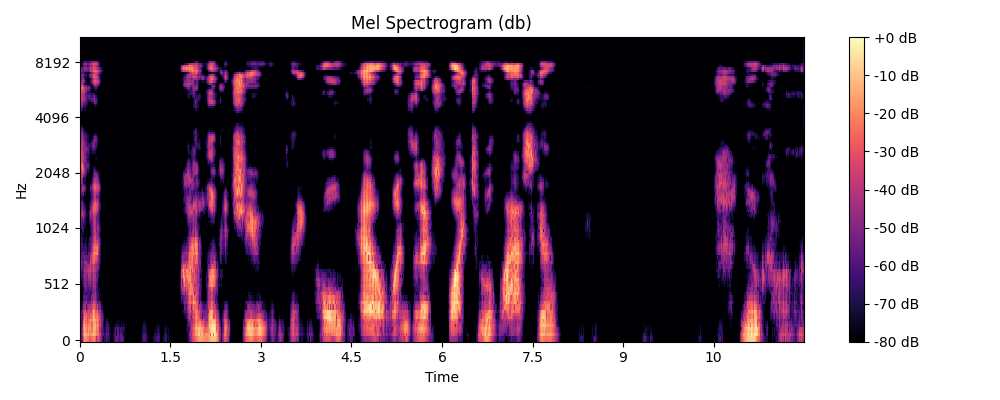 Mel Spectrogram (db)
Hz
8192
4096
2048
1024
512
0
0 1.5 3 4.5 6 7.5 9 10
Time
+0 dB
-10 dB
-20 dB
-30 dB
-40 dB
-50 dB
-60 dB
-70 dB
-80 dB